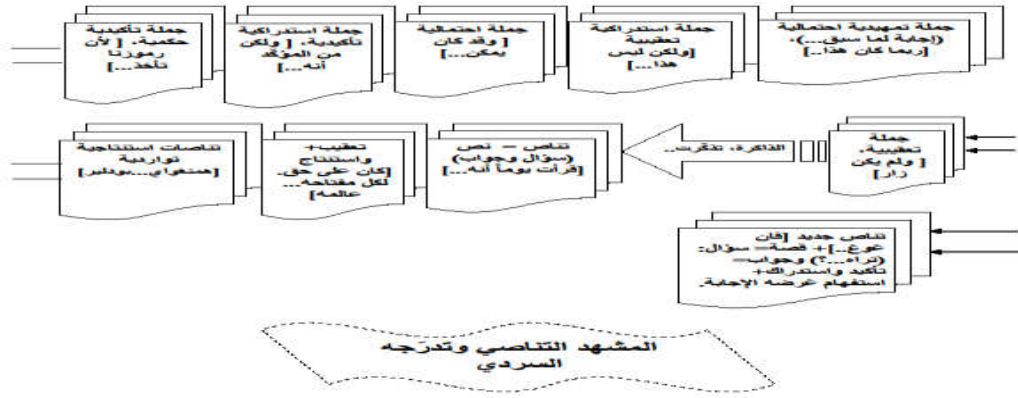 جملة تمهيدية احتمالية
(إجابة لما سبق...)،
[ربما كان هذا..]
جملة استدراكية
تعقيبية
[ولكن ليس
هذا...]
جملة احتمالية
[ وقد كان
يمكن...]
جملة استدراكية
تأكيدية، [ ولكن
من المؤكد
أنه...]
جملة تأكيدية
حكمية، [ لأن
رموزنا
تأخذ...]
جملة
تعقيبية،
[ ولم يكن
زار]
الذاكرة، تذكّرت..
تناص – نص
(سؤال وجواب)
[قرأت يوماً أنه...]
تعقيب+
واستنتاج
[كان على حق.
لكل مفتاحه...
عالمه]
تناصات استنتاجية
تواردية
[همنغواي...بودلير]
تناص جديد [فان
غوغ..]+ قصة– سؤال-
(تراه...؟) وجواب–
تأكيد واستدراك+
استفهام غرضه الإجابة.
المشهد التناصي وتدرّجه
السردي